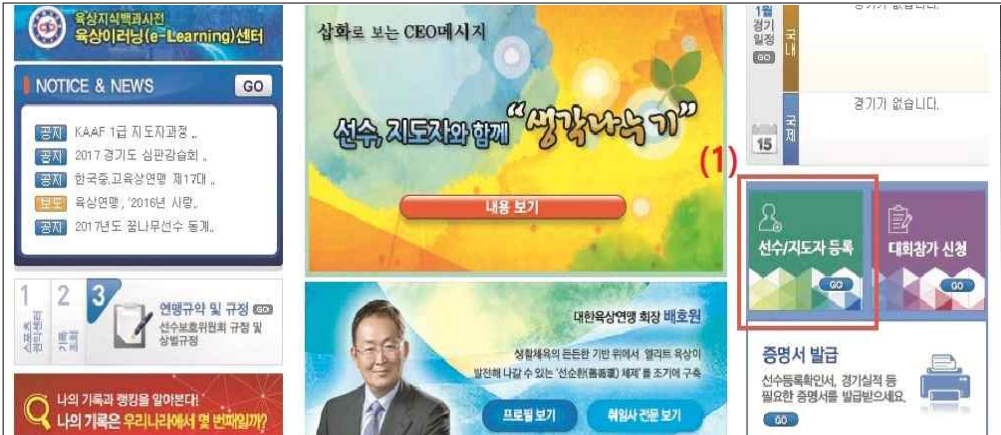 육상지식백과사전
육상이러닝(e-Learning)센터
NOTICE & NEWS
GO
공지 KAAF 1급 지도자과정 ..
공지 2017 경기도 심판강습회 ..
공지 한국중,고육상연맹 제17대 ..
보도 육상연맹, '2016년 사랑..
공지 2017년도 꿈나무선수 동계..
1
2
기록조회
3
연맹규약 및 규정 GO
선수보호위원회 규정 및
상벌규정
나의 기록과 랭킹을 알아본다!
나의 기록은 우리나라에서 몇 번째일까?
삽화로 보는 CEO메시지
선수, 지도자와 함께 "생각나누기"
내용 보기
대한육상연맹 회장 배호원
생활체육의 든든한 기반 위에서 엘리트 육상이
발전해 나갈 수 있는 '선순환(善循環) 체제'를 조기에 구축
프로필 보기
취임사 전문 보기
1월
경기
일정
GO
국내
경기가 없습니다.
15
국제
경기가 없습니다.
(1)
선수/지도자 등록
GO
대회참가 신청
GO
증명서 발급
선수등록확인서, 경기실적 등
필요한 증명서를 발급받으세요.
GO